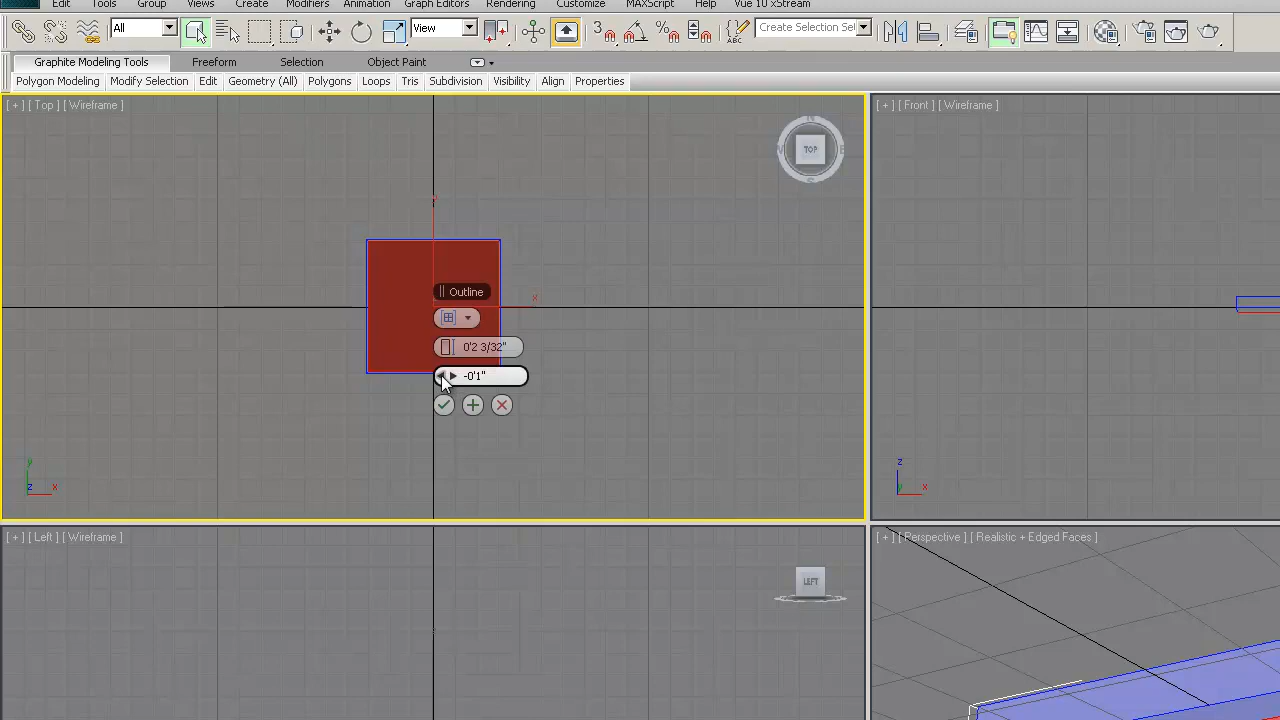 Edit Tools Group Views Create Modifiers Animation Graph Editors Rendering Customize MAXScript Help Vue 10 xStream
All View 3 % Create Selection Sel
Graphite Modeling Tools Freeform Selection Object Paint
Polygon Modeling Modify Selection Edit Geometry (All) Polygons Loops Tris Subdivision Visibility Align Properties
[ + ] [ Top ] [ Wireframe ] [ + ] [ Front ] [ Wireframe ]
TOP
Y
x
Outline
0'2 3/32"
-0'1"
y z
z x y x
[ + ] [ Left ] [ Wireframe ] [ + ] [ Perspective ] [ Realistic + Edged Faces ]
LEFT